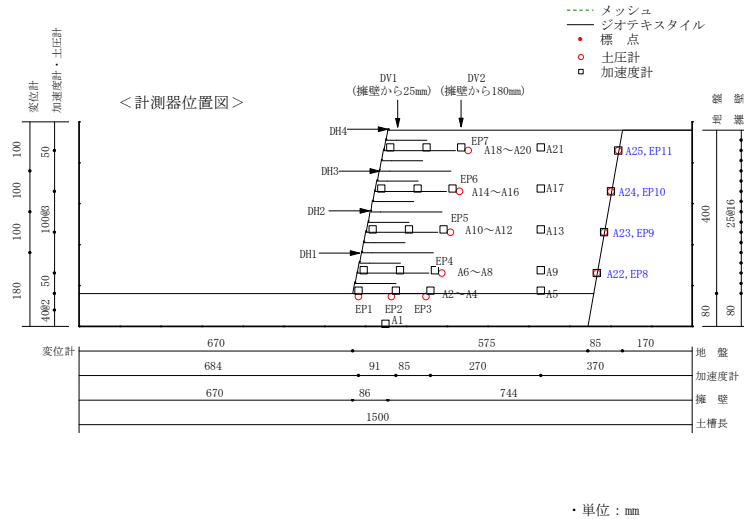 メッシュ
ジオテキスタイル
標 点
土圧計
加速度計
＜計測器位置図＞
DV1
(擁壁から25mm)
DV2
(擁壁から180mm)
変位計
加速度計・土圧計
地 盤
擁 壁
DH4
EP7
A18～A20
A21
A25,EP11
100
50
DH3
EP6
A14～A16
A17
A24,EP10
100
100@3
400
25@16
DH2
EP5
A10～A12
A13
A23,EP9
100
DH1
EP4
A6～A8
A9
A22,EP8
50
180
40@2
A2～A4
A5
EP1
EP2
EP3
A1
80
80
変位計
670
575
85
170
地 盤
684
91
85
270
370
加速度計
670
86
744
擁 壁
1500
土槽長
・単位：mm